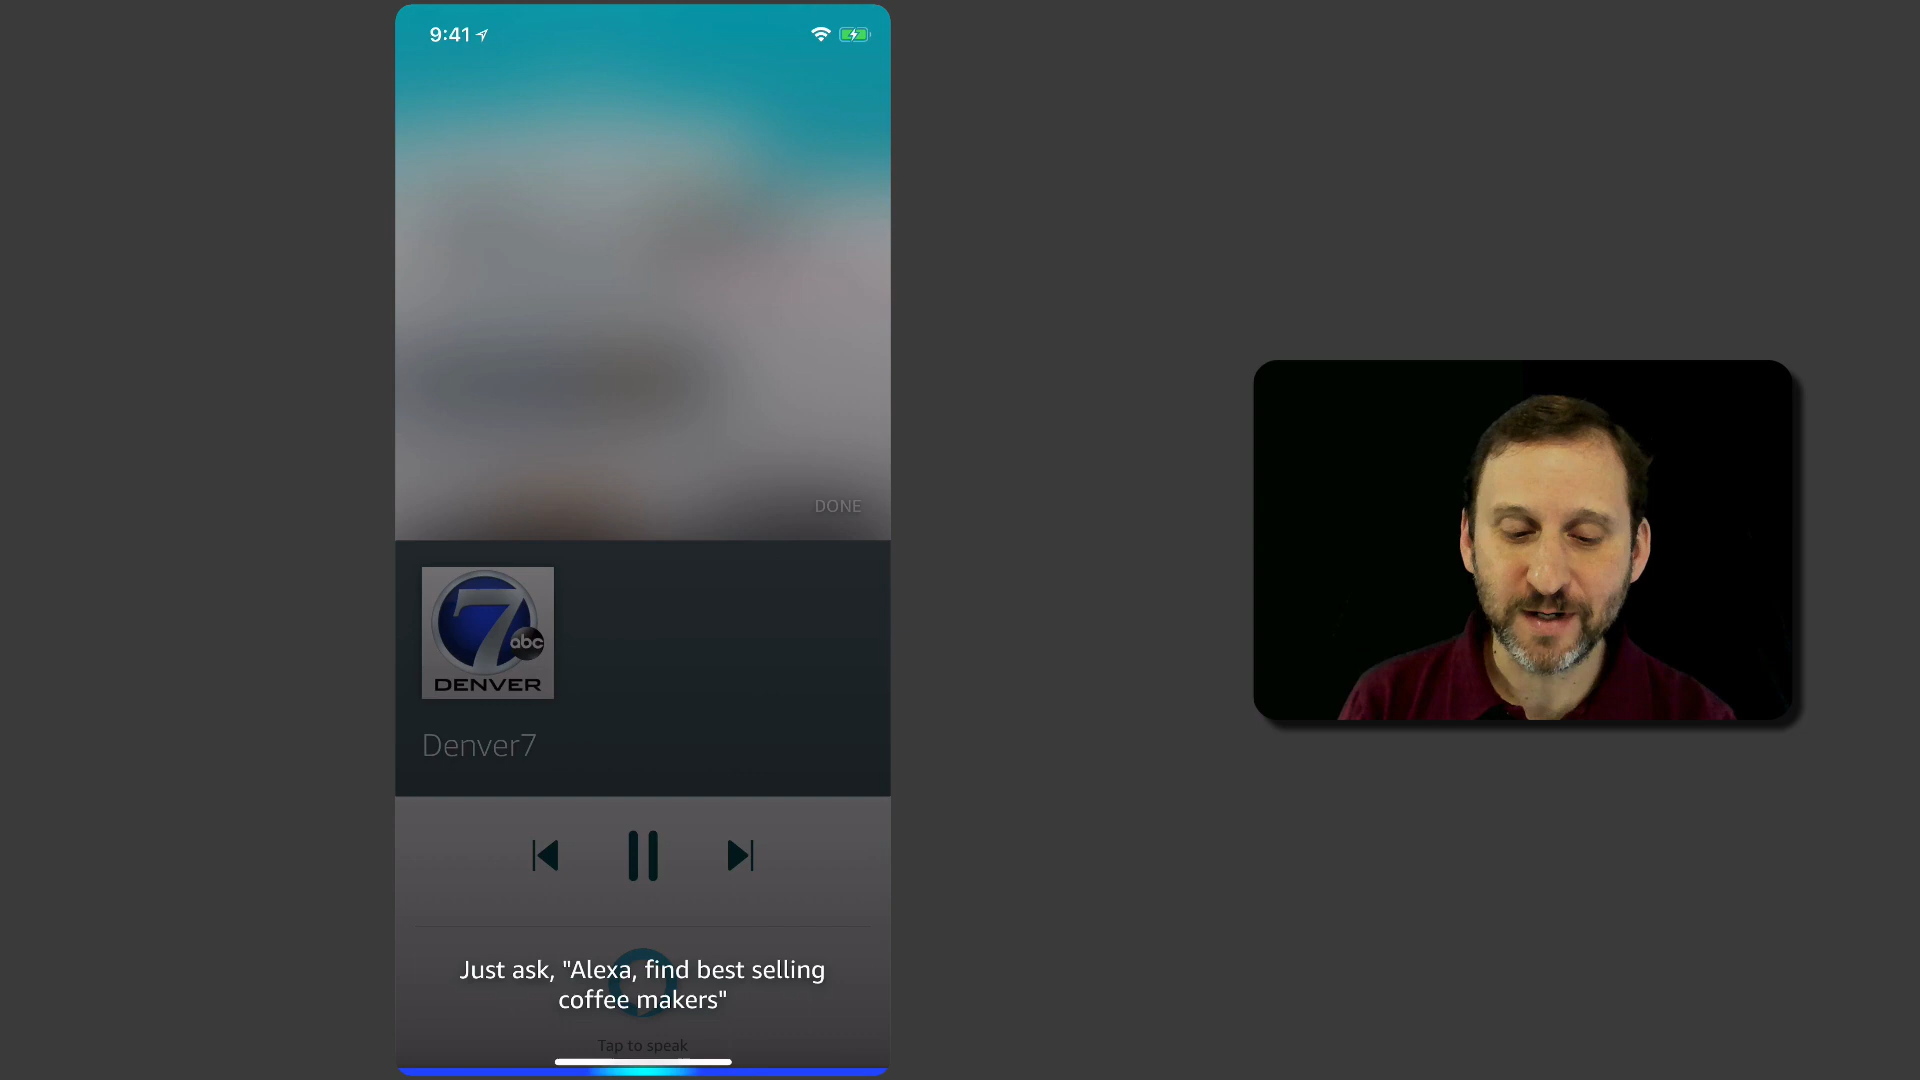 9:41
DONE
7
abc
DENVER
Denver7
Just ask, "Alexa, find best selling
coffee makers"
Tap to speak